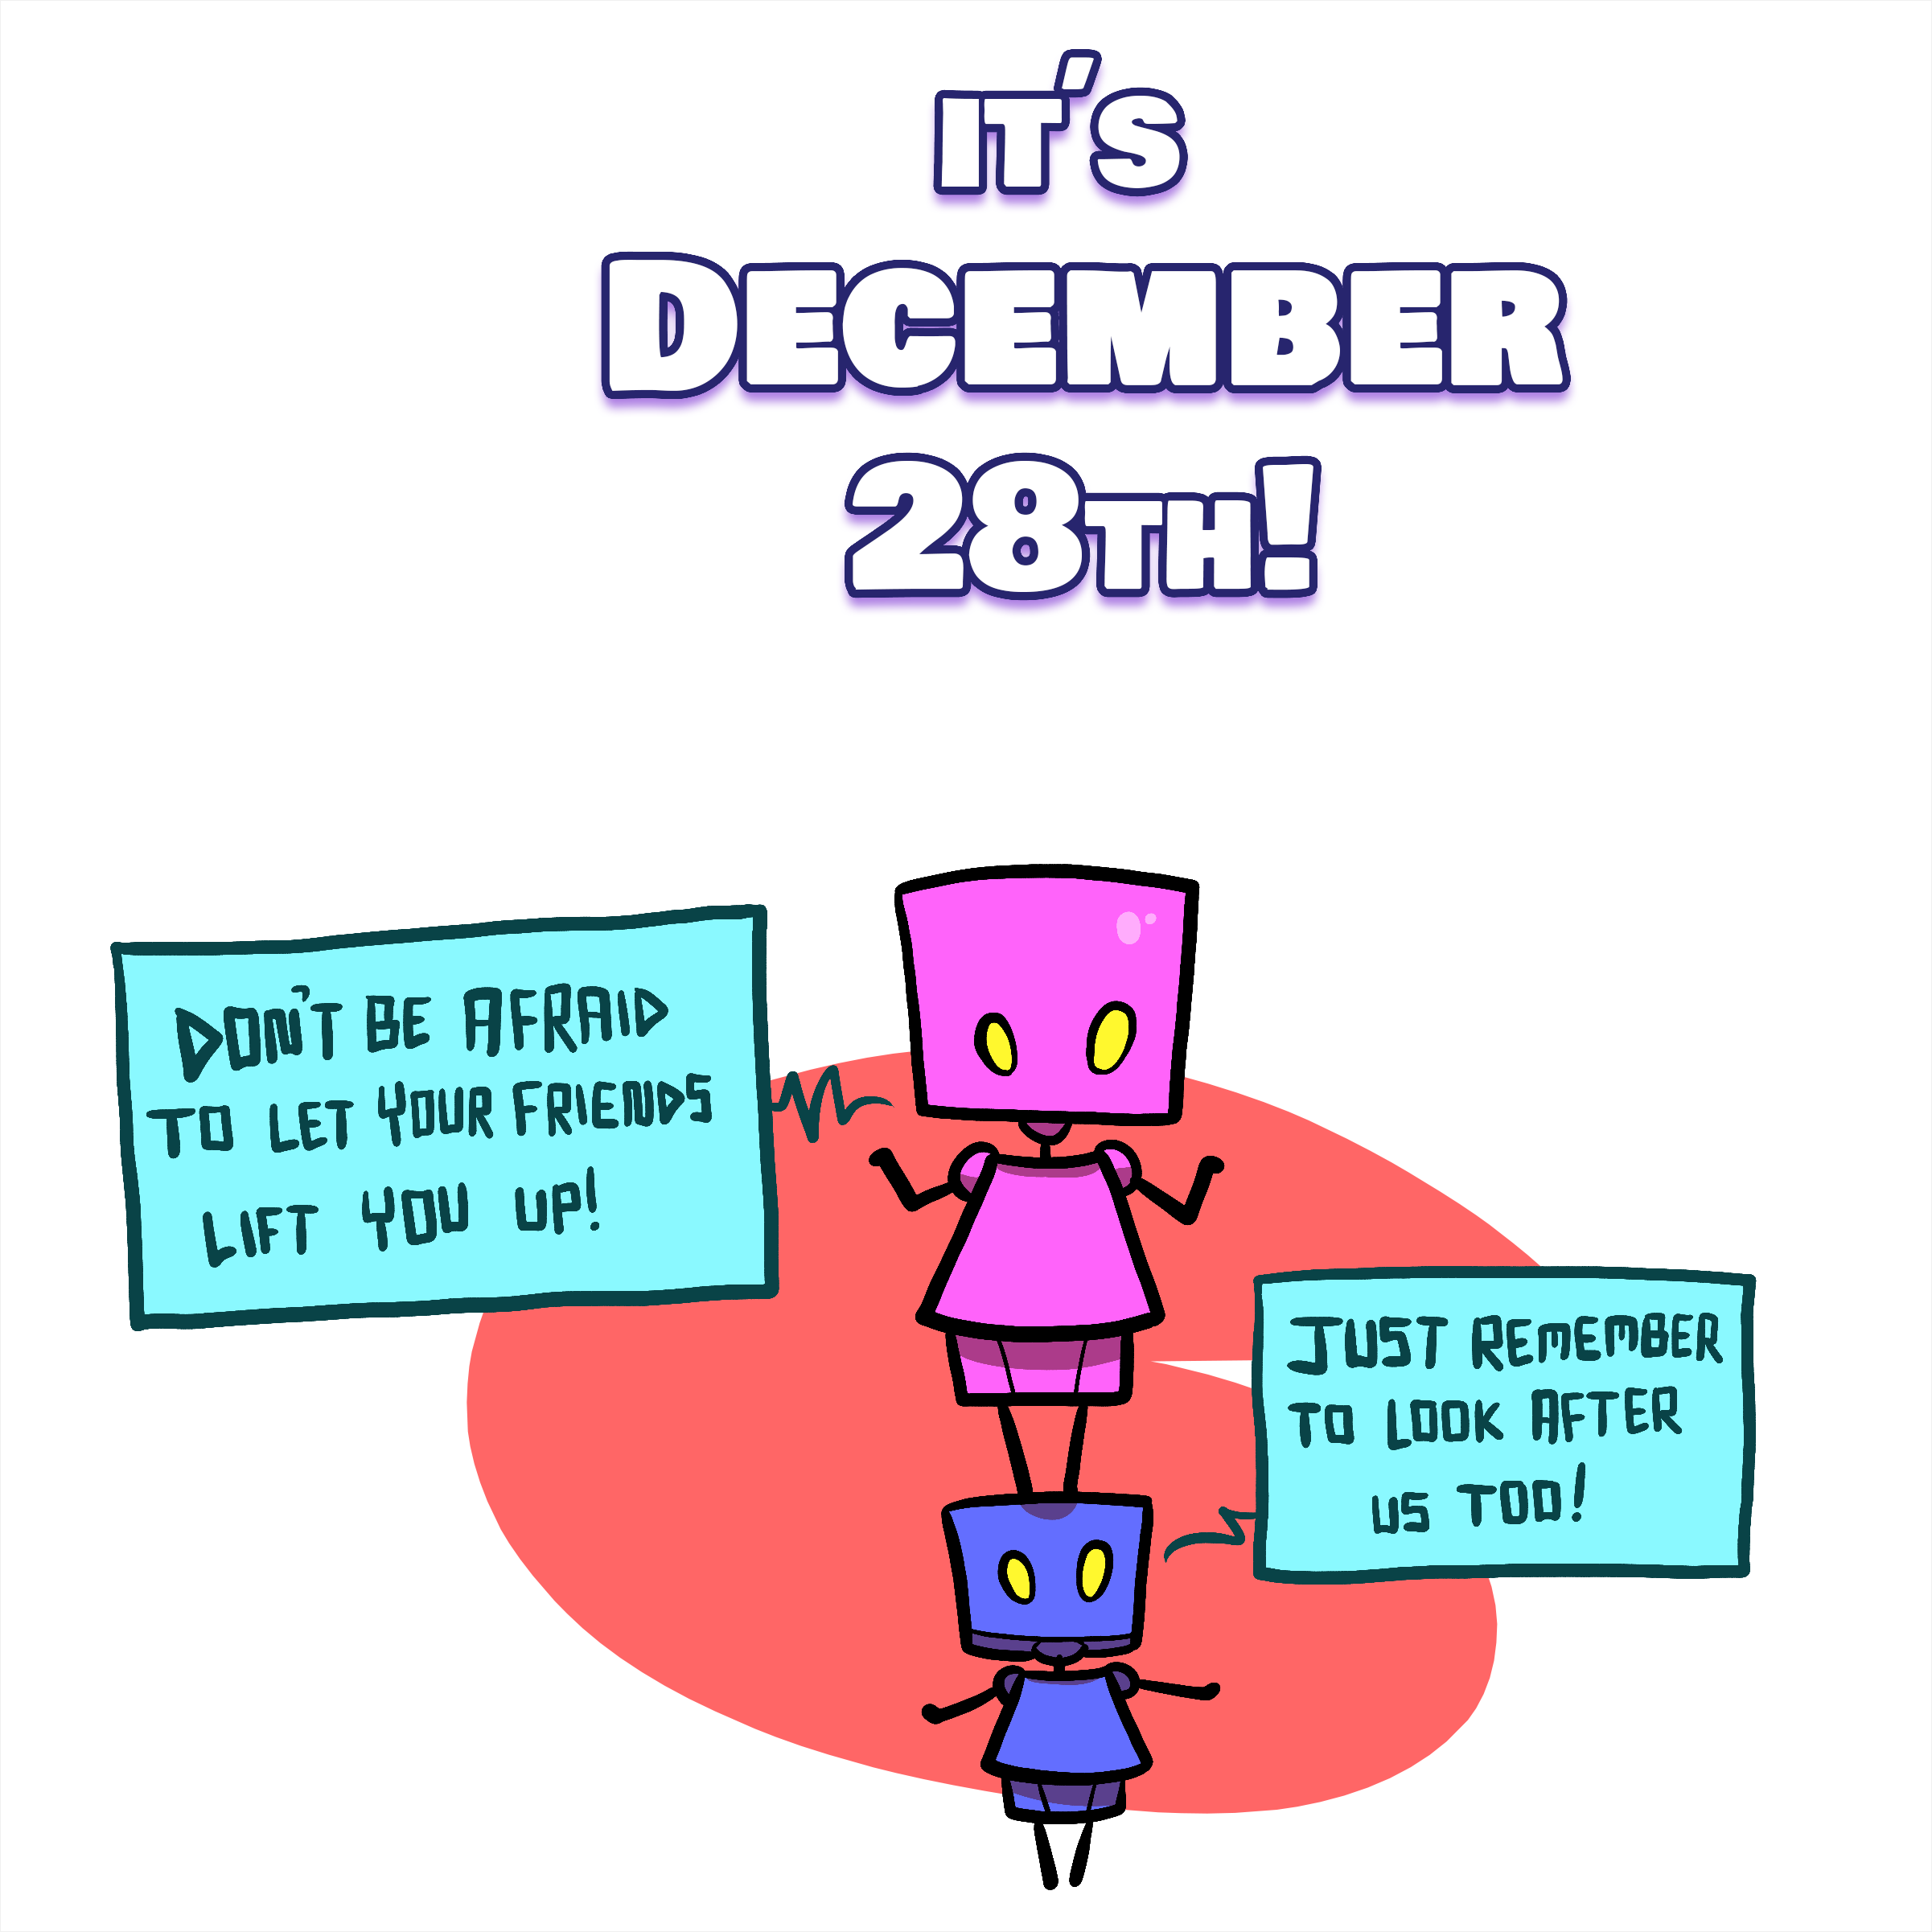 IT'S
DECEMBER
28TH!
DON'T BE AFRAID
TO LET YOUR FRIENDS
LIFT YOU UP!
JUST REMEMBER
TO LOOK AFTER
US TOO!